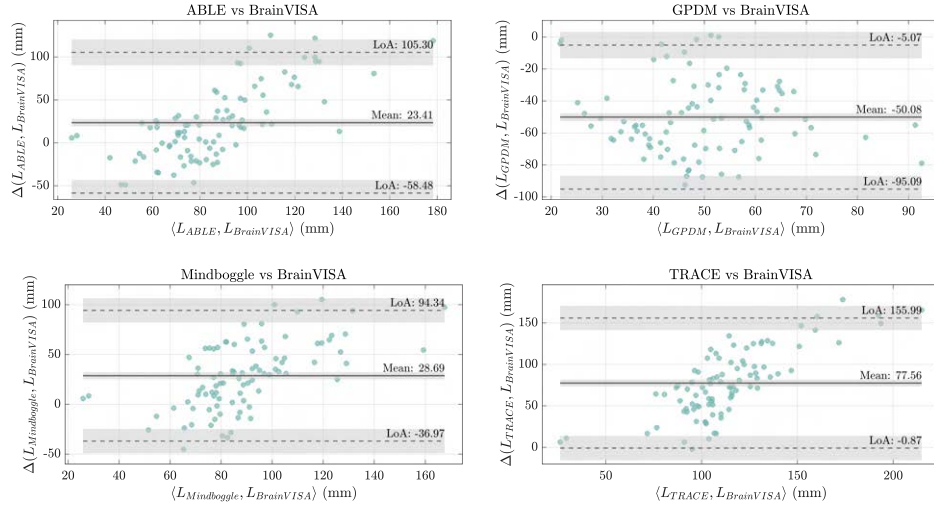 ABLE vs BrainVISA
Δ(L_ABLE, L_BrainVISA) (mm)
100
50
0
-50
LoA: 105.30
Mean: 23.41
LoA: -58.48
20 40 60 80 100 120 140 160 180
⟨L_ABLE, L_BrainVISA⟩ (mm)
GPDM vs BrainVISA
Δ(L_GPDM, L_BrainVISA) (mm)
0
-20
-40
-60
-80
-100
LoA: -5.07
Mean: -50.08
LoA: -95.09
20 30 40 50 60 70 80 90
⟨L_GPDM, L_BrainVISA⟩ (mm)
Mindboggle vs BrainVISA
Δ(L_Mindboggle, L_BrainVISA) (mm)
100
50
0
-50
LoA: 94.34
Mean: 28.69
LoA: -36.97
20 40 60 80 100 120 140 160
⟨L_Mindboggle, L_BrainVISA⟩ (mm)
TRACE vs BrainVISA
Δ(L_TRACE, L_BrainVISA) (mm)
150
100
50
0
LoA: 155.99
Mean: 77.56
LoA: -0.87
50 100 150 200
⟨L_TRACE, L_BrainVISA⟩ (mm)